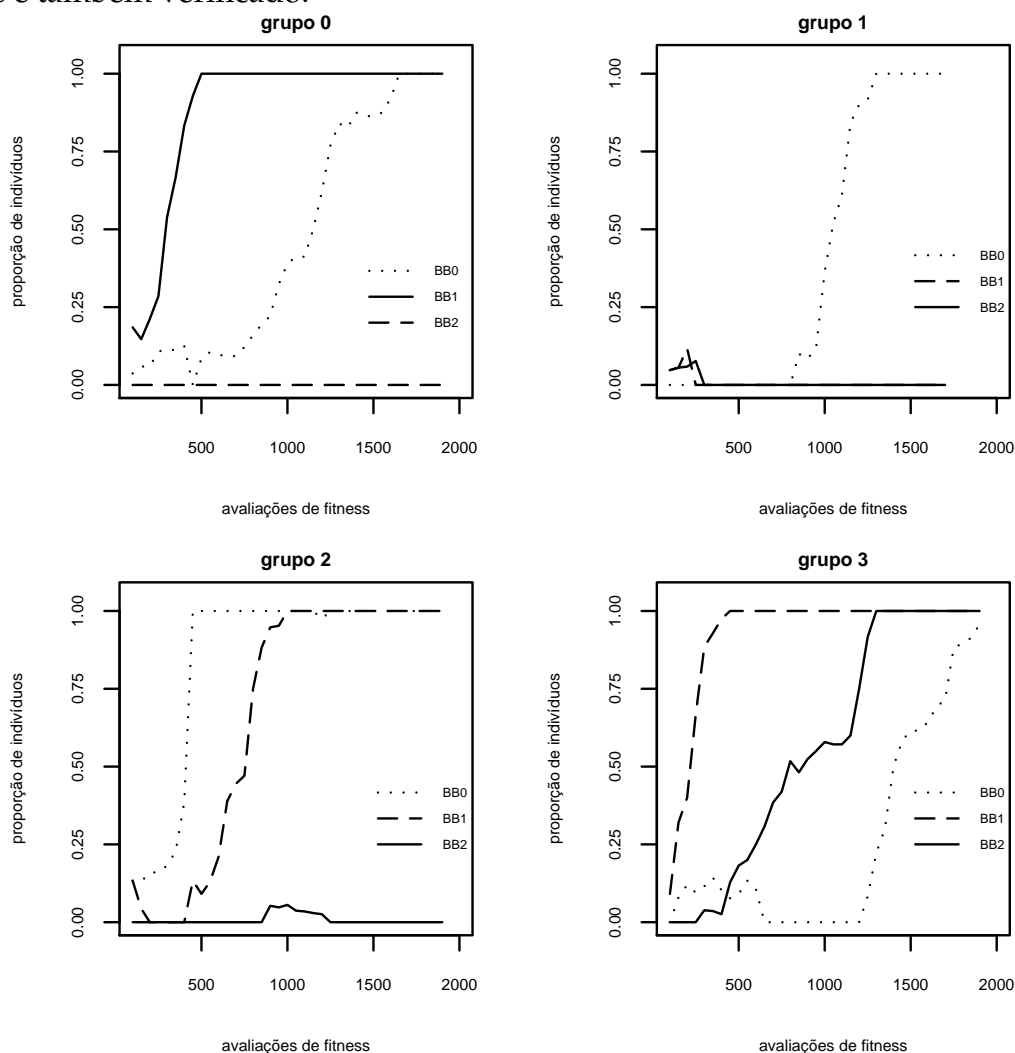 também verificado.
grupo 0
proporção de indivíduos
1.00
0.75
0.50
0.25
0.00
BB0
BB1
BB2
500
1000
1500
2000
avaliações de fitness
grupo 1
proporção de indivíduos
1.00
0.75
0.50
0.25
0.00
BB0
BB1
BB2
500
1000
1500
2000
avaliações de fitness
grupo 2
proporção de indivíduos
1.00
0.75
0.50
0.25
0.00
BB0
BB1
BB2
500
1000
1500
2000
avaliações de fitness
grupo 3
proporção de indivíduos
1.00
0.75
0.50
0.25
0.00
BB0
BB1
BB2
500
1000
1500
2000
avaliações de fitness